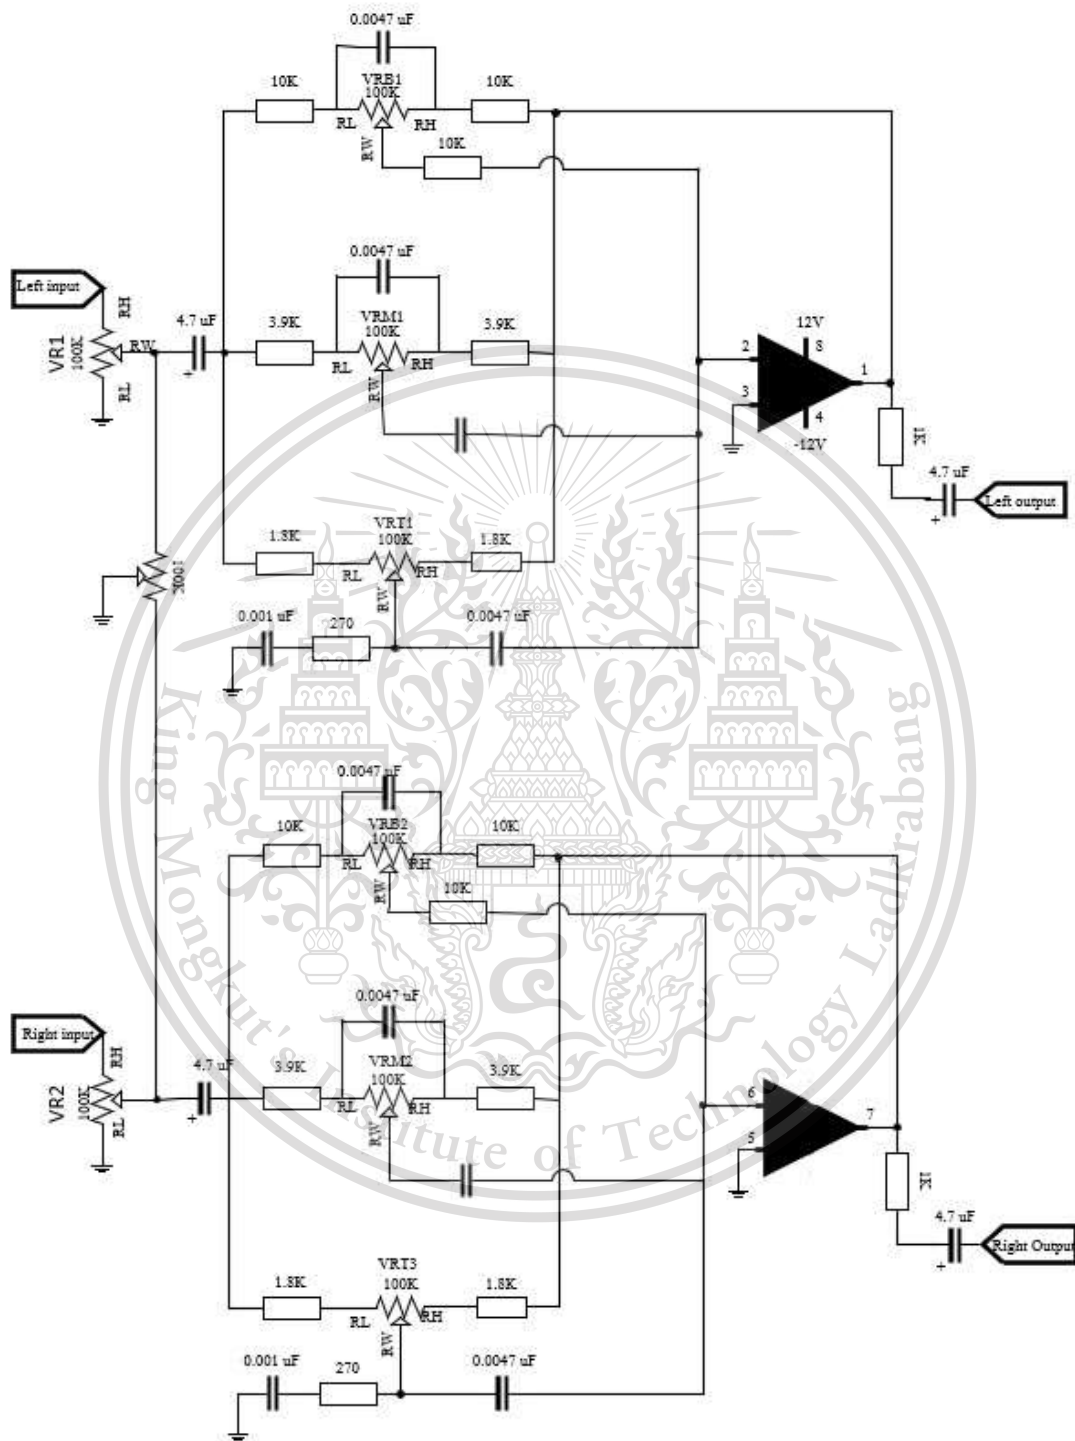 0.0047 uF
10K
VRB1
100K
10K
RL
RH
RW
10K
0.0047 uF
Left input
RH
4.7 uF
3.9K
VRM1
100K
3.9K
12V
VR1
100K
RW
+
RL
RH
2
8
1
RL
RW
3
4
-12V
1K
4.7 uF
Left output
+
VRT1
100K
1.8K
1.8K
RL
RH
100K
RW
0.001 uF
270
0.0047 uF
King Mongkut's Institute of Technology Ladkrabang
0.0047 uF
10K
VRB2
100K
10K
RL
RH
RW
10K
0.0047 uF
Right input
RH
4.7 uF
3.9K
VRM2
100K
3.9K
VR2
100K
RL
+
RL
RH
RW
6
7
5
1K
4.7 uF
Right Output
+
VRT3
100K
1.8K
1.8K
RL
RH
RW
0.001 uF
270
0.0047 uF